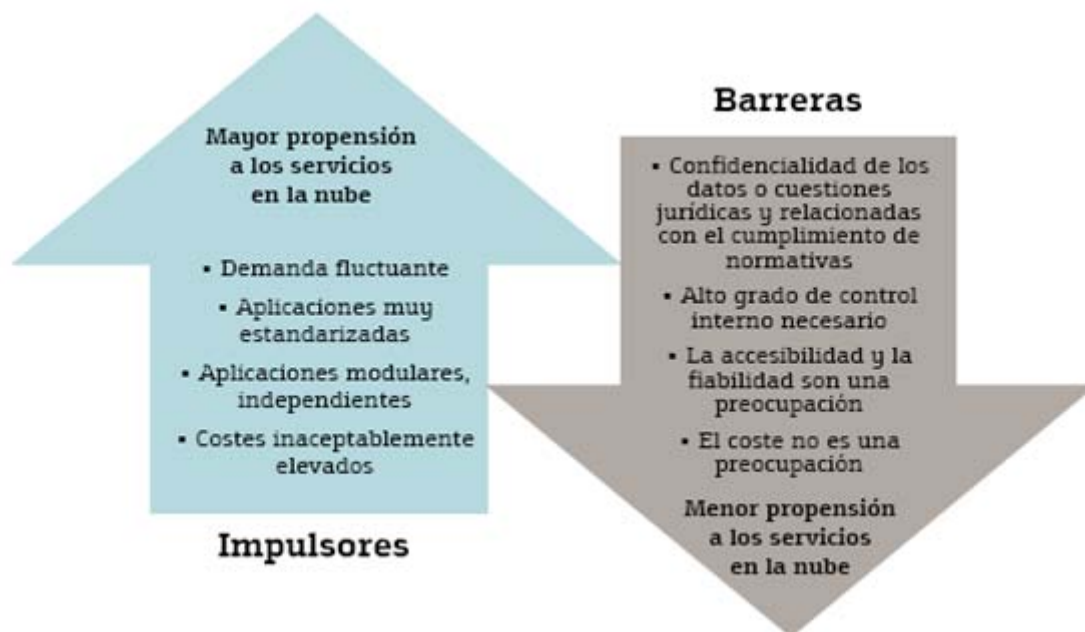 Mayor propensión
a los servicios
en la nube
▪ Demanda fluctuante
▪ Aplicaciones muy
estandarizadas
▪ Aplicaciones modulares,
independientes
▪ Costes inaceptablemente
elevados
Impulsores
Barreras
▪ Confidencialidad de los
datos o cuestiones
jurídicas y relacionadas
con el cumplimiento de
normativas
▪ Alto grado de control
interno necesario
▪ La accesibilidad y la
fiabilidad son una
preocupación
▪ El coste no es una
preocupación
Menor propensión
a los servicios
en la nube